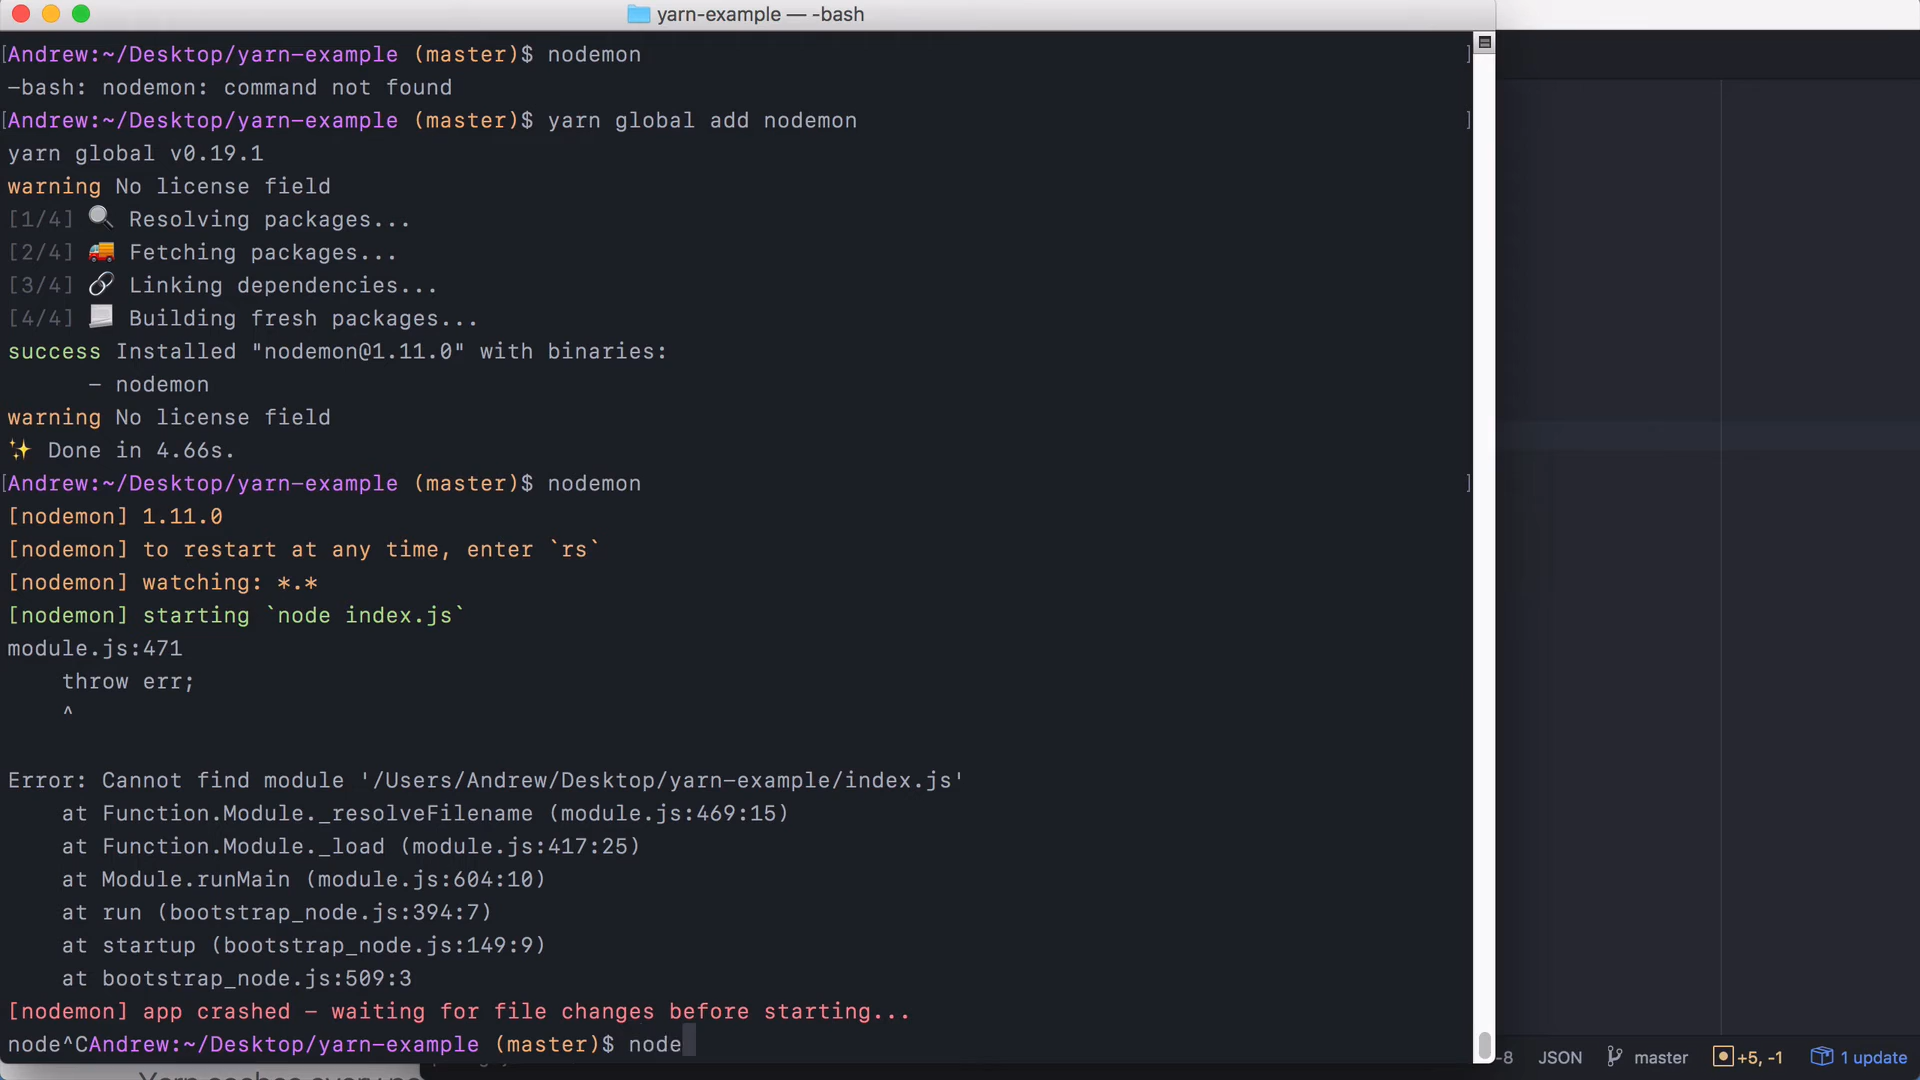 yarn-example — -bash
[Andrew:~/Desktop/yarn-example (master)$ nodemon ]
-bash: nodemon: command not found
[Andrew:~/Desktop/yarn-example (master)$ yarn global add nodemon ]
yarn global v0.19.1
warning No license field
[1/4] 🔍 Resolving packages...
[2/4] 🚚 Fetching packages...
[3/4] 🔗 Linking dependencies...
[4/4] 📃 Building fresh packages...
success Installed "nodemon@1.11.0" with binaries:
- nodemon
warning No license field
✨ Done in 4.66s.
[Andrew:~/Desktop/yarn-example (master)$ nodemon ]
[nodemon] 1.11.0
[nodemon] to restart at any time, enter `rs`
[nodemon] watching: *.*
[nodemon] starting `node index.js`
module.js:471
throw err;
^
Error: Cannot find module '/Users/Andrew/Desktop/yarn-example/index.js'
at Function.Module._resolveFilename (module.js:469:15)
at Function.Module._load (module.js:417:25)
at Module.runMain (module.js:604:10)
at run (bootstrap_node.js:394:7)
at startup (bootstrap_node.js:149:9)
at bootstrap_node.js:509:3
[nodemon] app crashed - waiting for file changes before starting...
node^CAndrew:~/Desktop/yarn-example (master)$ node
-8 JSON master +5, -1 1 update